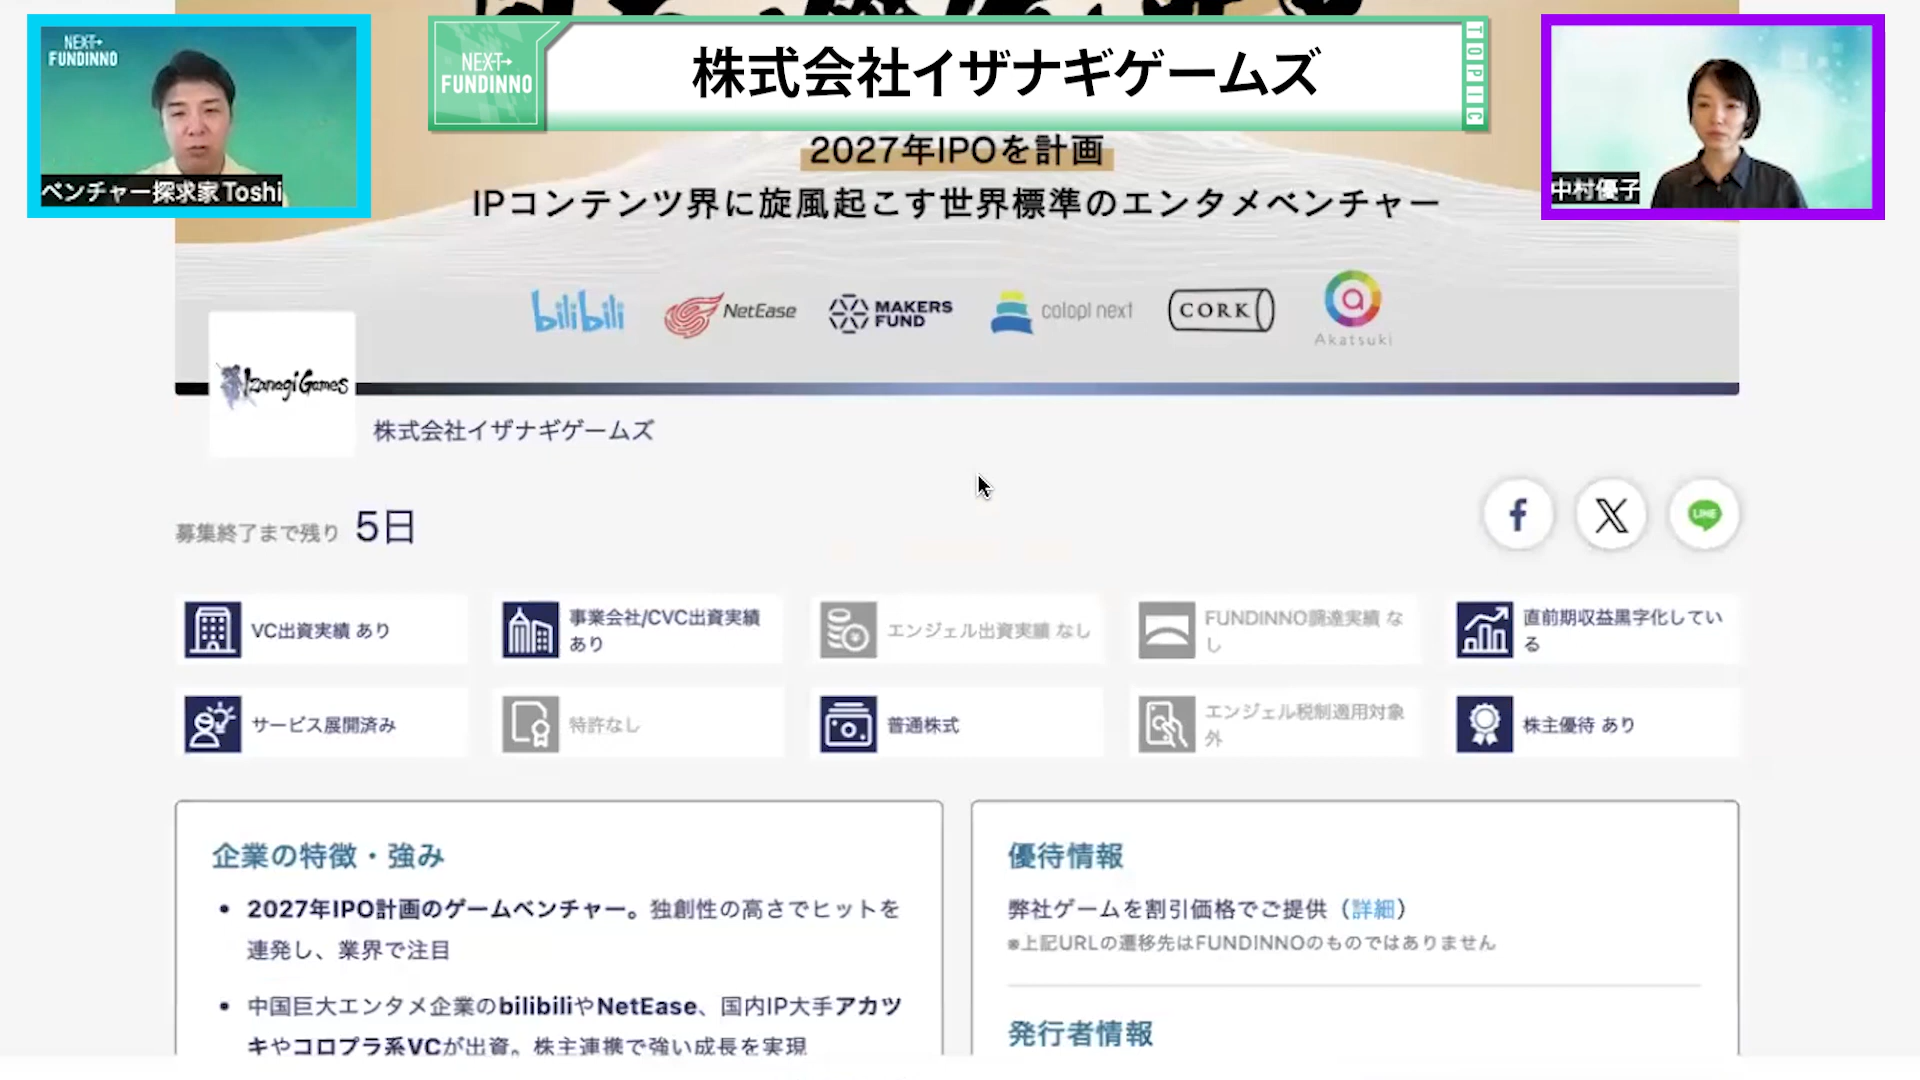 NEXT→
FUNDINNO
ベンチャー探求家 Toshi
NEXT→
FUNDINNO
株式会社イザナギゲームズ
TOPIC
中村優子
2027年IPOを計画
IPコンテンツ界に旋風起こす世界標準のエンタメベンチャー
bilibili
NetEase
MAKERS
FUND
colopl next
CORK
Akatsuki
IzanagiGames
株式会社イザナギゲームズ
募集終了まで残り 5日
LINE
VC出資実績 あり
事業会社/CVC出資実績
あり
エンジェル出資実績 なし
FUNDINNO調達実績 な
し
直前期収益黒字化してい
る
サービス展開済み
特許なし
普通株式
エンジェル税制適用対象
外
株主優待 あり
企業の特徴・強み
• 2027年IPO計画のゲームベンチャー。独創性の高さでヒットを
連発し、業界で注目
• 中国巨大エンタメ企業のbilibiliやNetEase、国内IP大手アカツ
キやコロプラ系VCが出資。株主連携で強い成長を実現
優待情報
弊社ゲームを割引価格でご提供（詳細）
※上記URLの遷移先はFUNDINNOのものではありません
発行者情報